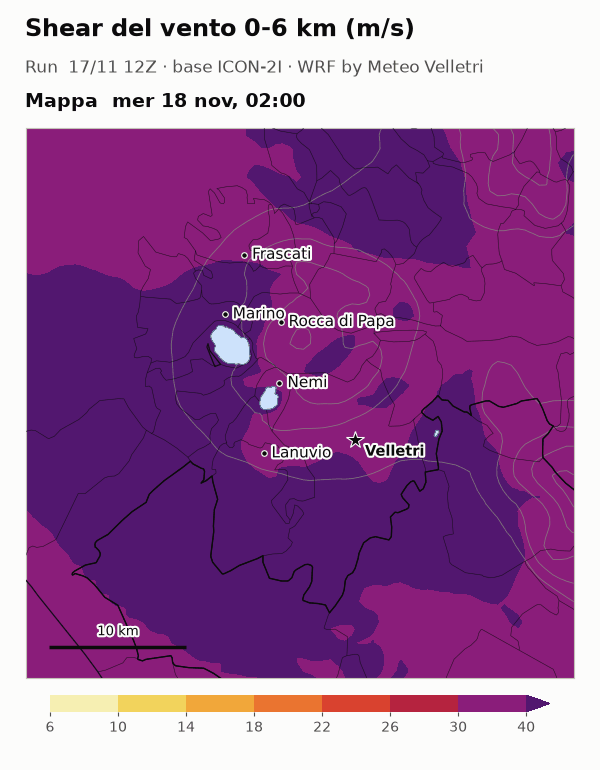 Shear del vento 0-6 km (m/s)
Run 17/11 12Z · base ICON-2I · WRF by Meteo Velletri
Mappa mer 18 nov, 02:00
Frascati
Marino
Rocca di Papa
Nemi
Velletri
Lanuvio
10 km
6 10 14 18 22 26 30 40